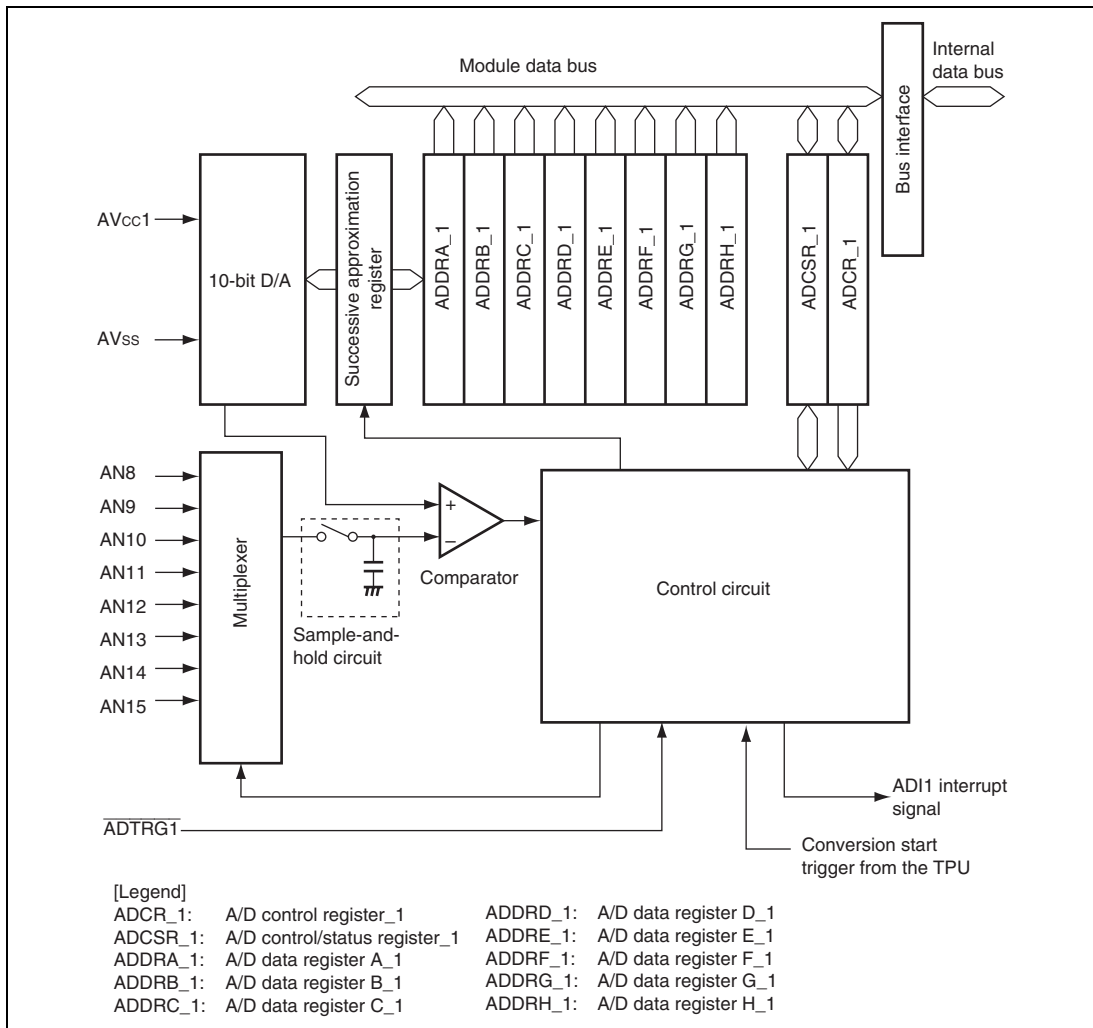 Module data bus
Internal
data bus
Bus interface
AVCC1
AVSS
10-bit D/A
Successive approximation
register
ADDRA_1
ADDRB_1
ADDRC_1
ADDRD_1
ADDRE_1
ADDRF_1
ADDRG_1
ADDRH_1
ADCSR_1
ADCR_1
AN8
AN9
AN10
AN11
AN12
AN13
AN14
AN15
Multiplexer
+
−
Comparator
Sample-and-
hold circuit
Control circuit
ADI1 interrupt
signal
ADTRG1
Conversion start
trigger from the TPU
[Legend]
ADCR_1: A/D control register_1
ADCSR_1: A/D control/status register_1
ADDRA_1: A/D data register A_1
ADDRB_1: A/D data register B_1
ADDRC_1: A/D data register C_1
ADDRD_1: A/D data register D_1
ADDRE_1: A/D data register E_1
ADDRF_1: A/D data register F_1
ADDRG_1: A/D data register G_1
ADDRH_1: A/D data register H_1